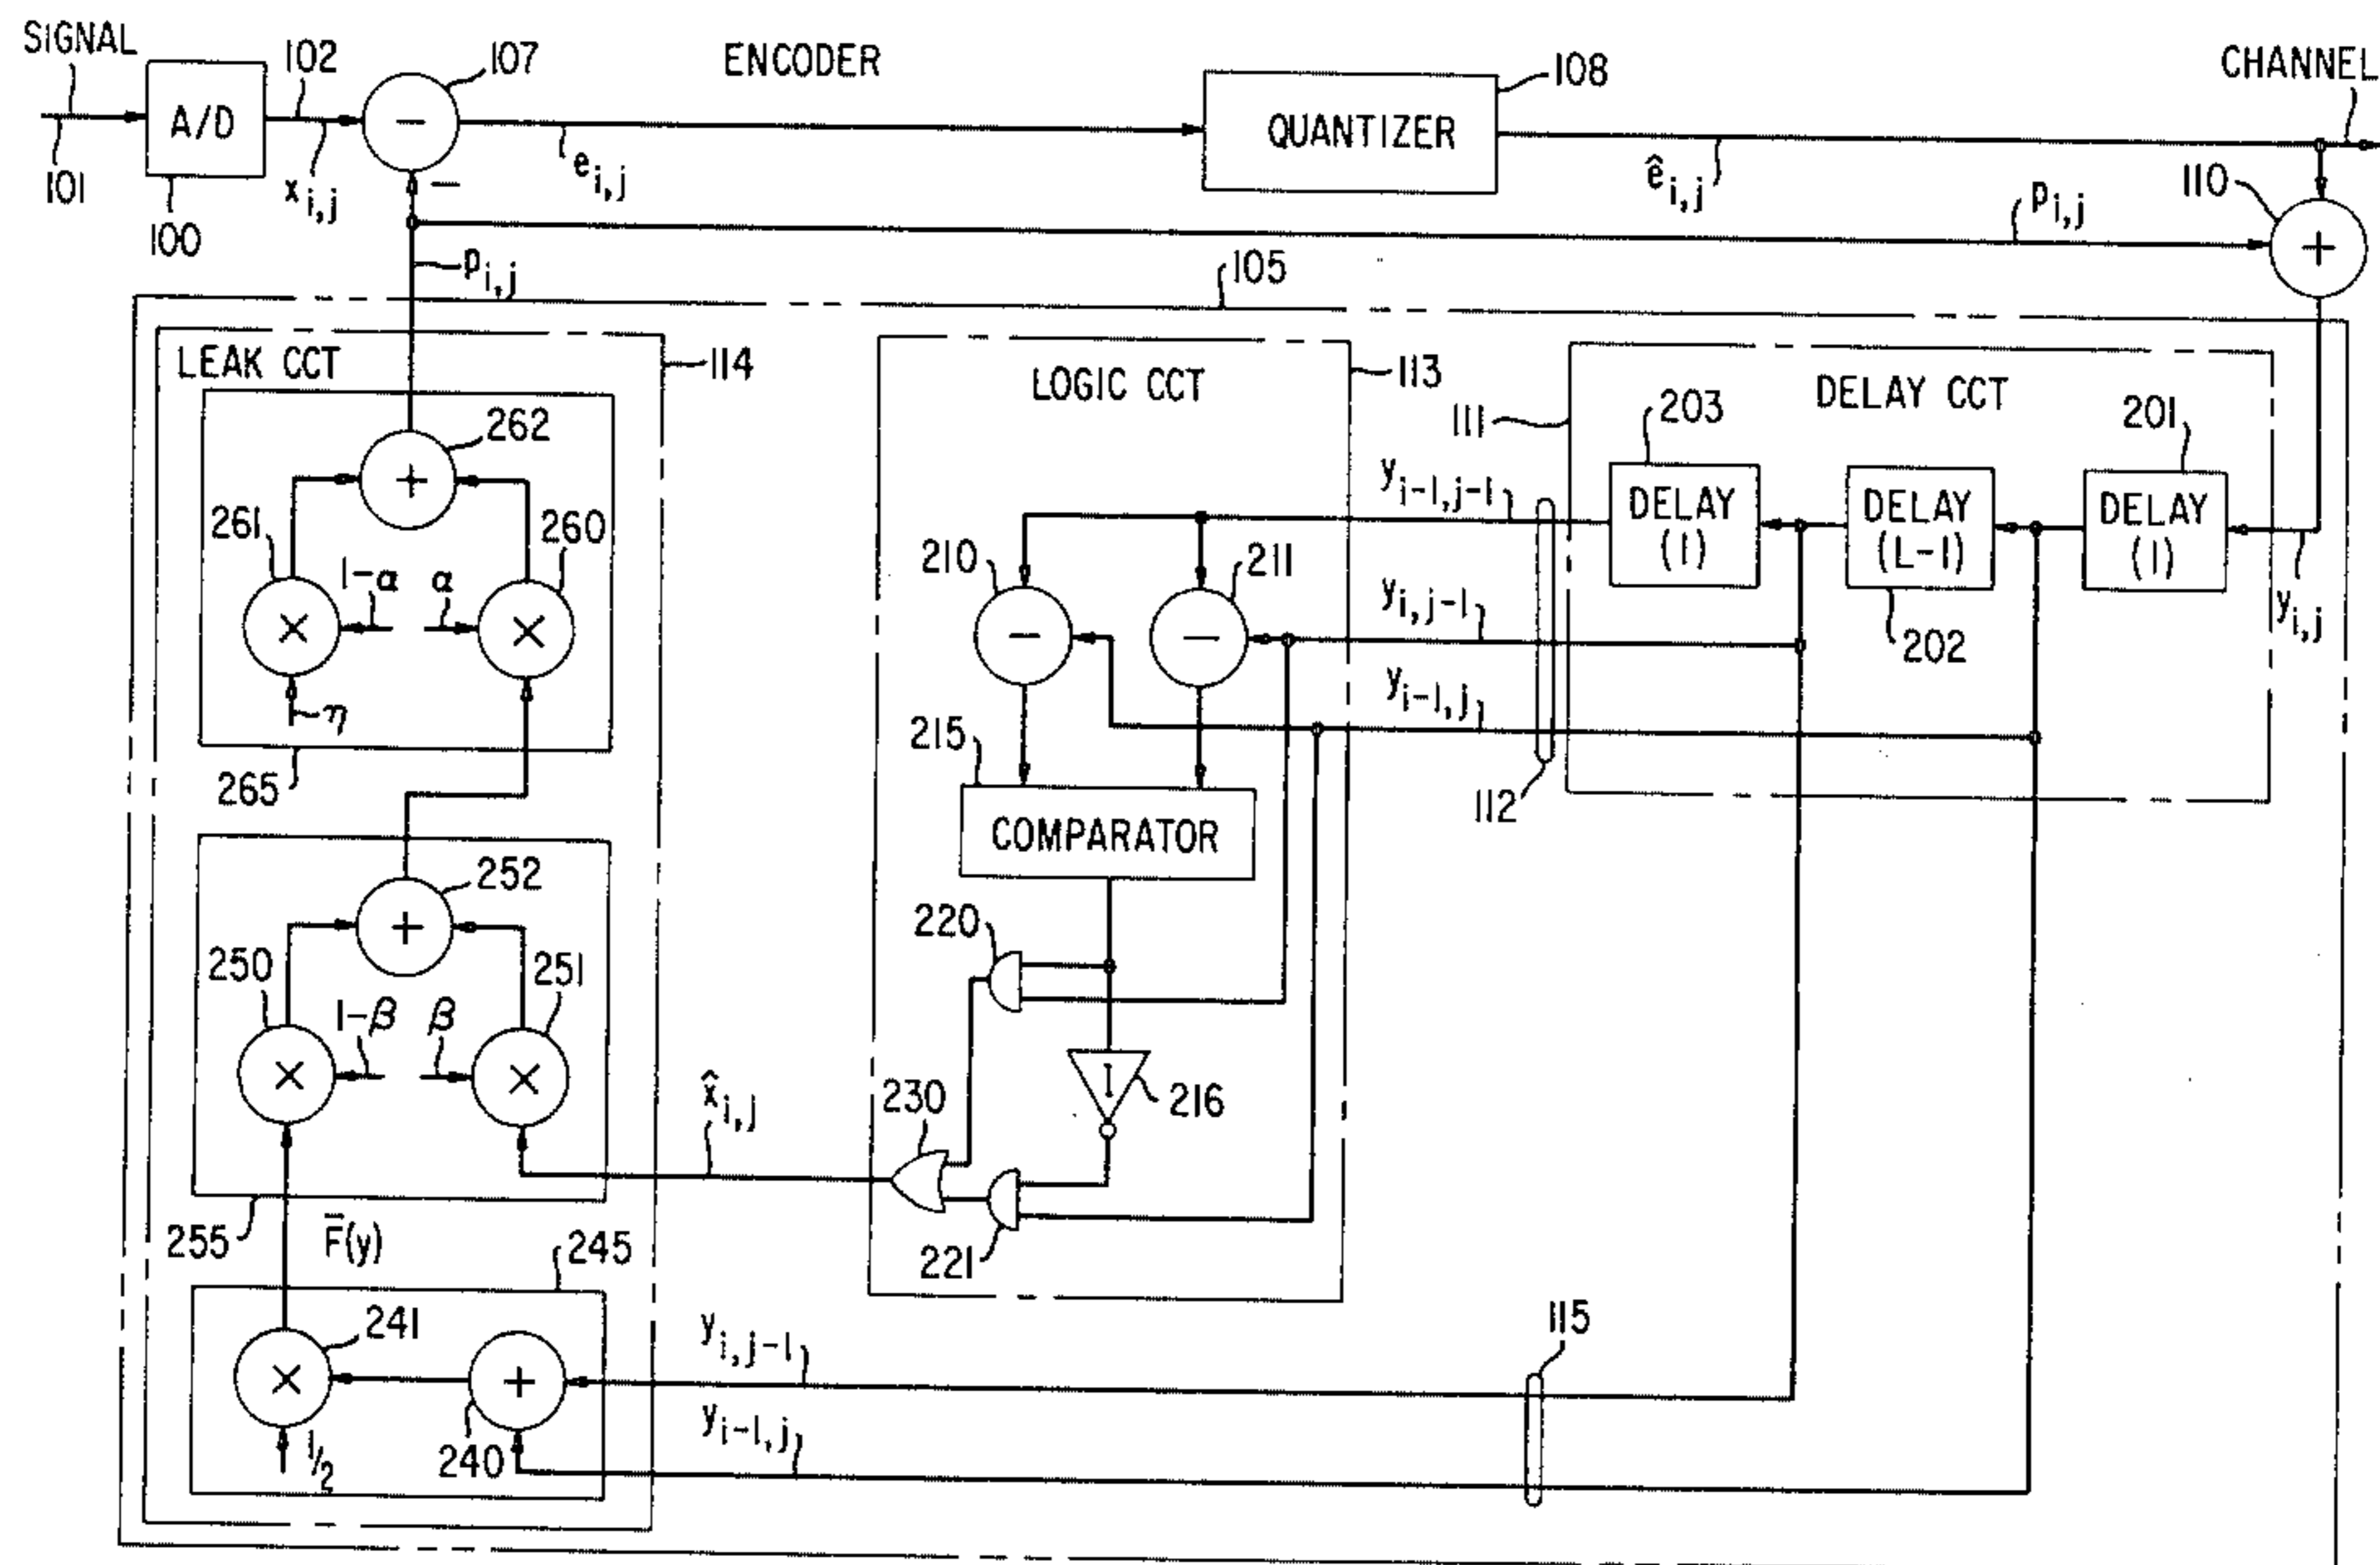 SIGNAL
102
107
ENCODER
108
CHANNEL
A/D
−
QUANTIZER
101
x i,j
e i,j
ê i,j
p i,j
110
100
−
+
p i,j
105
LEAK CCT
114
LOGIC CCT
113
DELAY CCT
111
203
201
262
+
y i-1,j-1
DELAY (1)
DELAY (L-1)
DELAY (1)
261
260
210
211
1-α
α
y i,j-1
202
y i,j
×
×
−
−
η
y i-1,j
215
265
112
COMPARATOR
252
+
220
250
251
1-β
β
×
×
x̂ i,j
230
216
255
F̄(y)
245
221
241
y i,j-1
115
×
+
y i-1,j
240
1/2